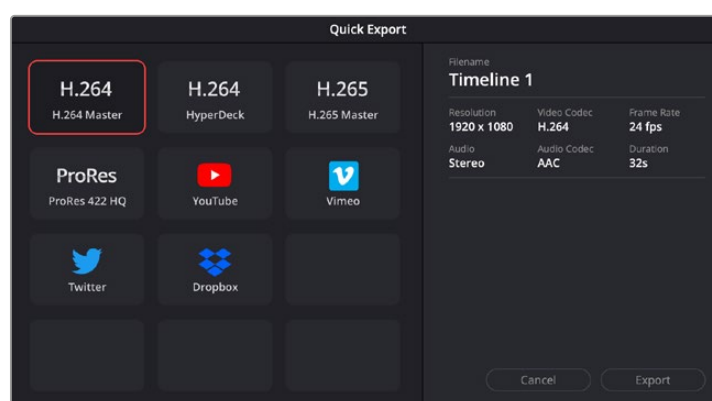 Quick Export
H.264
H.264 Master
H.264
HyperDeck
H.265
H.265 Master
ProRes
ProRes 422 HQ
YouTube
Vimeo
Twitter
Dropbox
Filename
Timeline 1
Resolution
Video Codec
Frame Rate
1920 x 1080
H.264
24 fps
Audio
Audio Codec
Duration
Stereo
AAC
32s
Cancel
Export